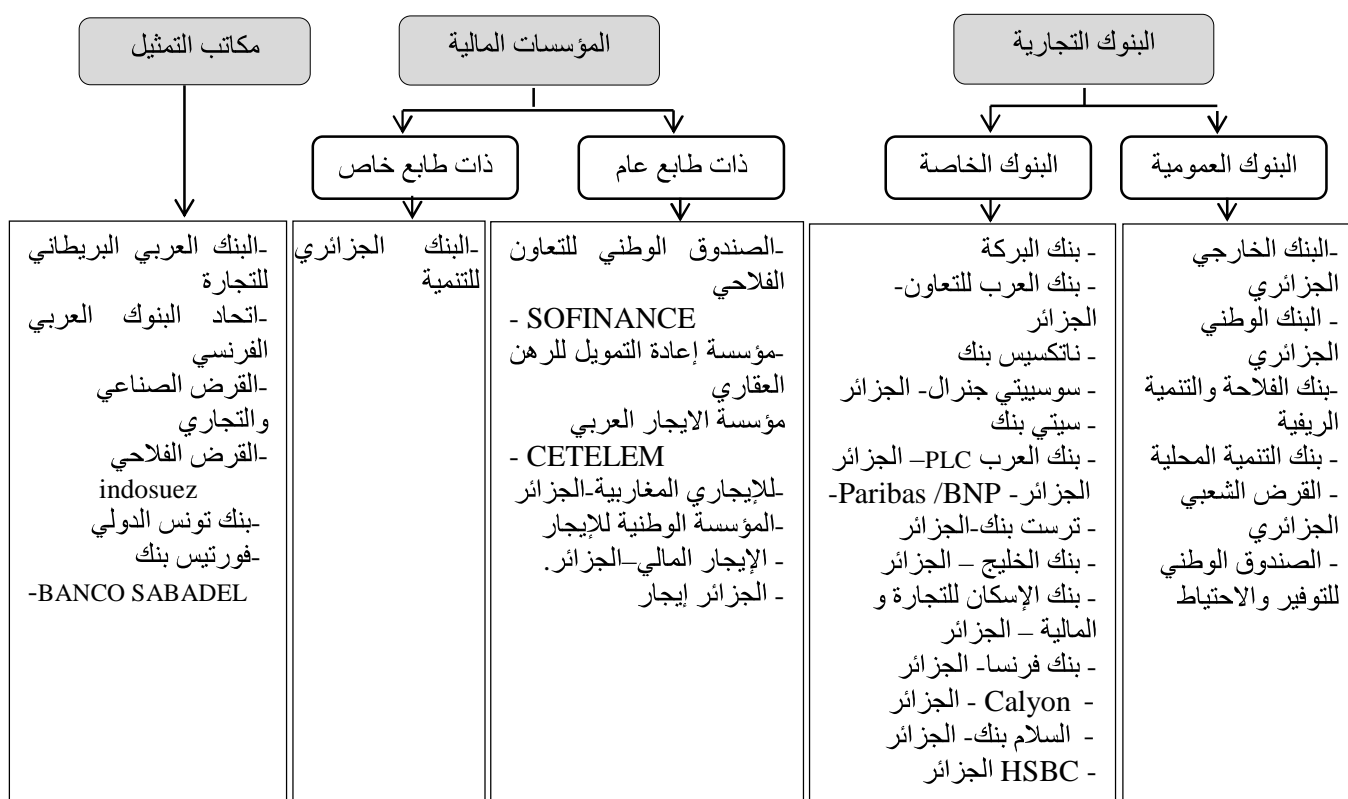 البنوك التجارية
المؤسسات المالية
مكاتب التمثيل
البنوك العمومية
البنوك الخاصة
ذات طابع عام
ذات طابع خاص
-البنك الخارجي
الجزائري
- البنك الوطني
الجزائري
-بنك الفلاحة والتنمية
الريفية
- بنك التنمية المحلية
- القرض الشعبي
الجزائري
- الصندوق الوطني
للتوفير والاحتياط
- بنك البركة
- بنك العرب للتعاون-
الجزائر
- ناتكسيس بنك
- سوسييتي جنرال- الجزائر
- سيتي بنك
- بنك العرب PLC– الجزائر
الجزائر- Paribas /BNP-
- ترست بنك-الجزائر
- بنك الخليج – الجزائر
- بنك الإسكان للتجارة و
المالية – الجزائر
- بنك فرنسا- الجزائر
- Calyon - الجزائر
- السلام بنك- الجزائر
- HSBC الجزائر
-الصندوق الوطني للتعاون
الفلاحي
- SOFINANCE
-مؤسسة إعادة التمويل للرهن
العقاري
مؤسسة الايجار العربي
- CETELEM
-للإيجاري المغاربية-الجزائر
-المؤسسة الوطنية للإيجار
- الإيجار المالي–الجزائر.
- الجزائر إيجار
-البنك الجزائري
للتنمية
-البنك العربي البريطاني
للتجارة
-اتحاد البنوك العربي
الفرنسي
-القرض الصناعي
والتجاري
-القرض الفلاحي
indosuez
-بنك تونس الدولي
-فورتيس بنك
-BANCO SABADEL